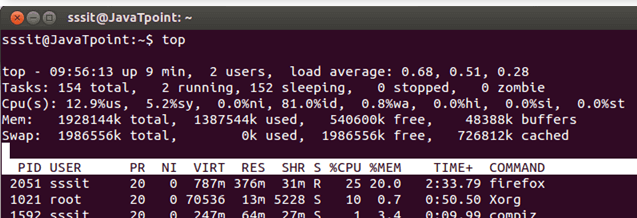 sssit@JavaTpoint: ~
sssit@JavaTpoint:~$ top
top - 09:56:13 up 9 min,  2 users,  load average: 0.68, 0.51, 0.28
Tasks: 154 total,   2 running, 152 sleeping,   0 stopped,   0 zombie
Cpu(s): 12.9%us,  5.2%sy,  0.0%ni, 81.0%id,  0.8%wa,  0.0%hi,  0.0%si,  0.0%st
Mem:   1928144k total,  1387544k used,   540600k free,    48388k buffers
Swap:  1986556k total,        0k used,  1986556k free,   726812k cached
PID USER      PR  NI  VIRT  RES  SHR S %CPU %MEM    TIME+  COMMAND
2051 sssit     20   0  787m 376m  31m R   25 20.0   2:33.79 firefox
1021 root      20   0 70536  13m 5228 S   10  0.7   0:50.50 Xorg
1592 sssit     20   0  247m  64m  27m S    1  3.4   0:09.99 compiz